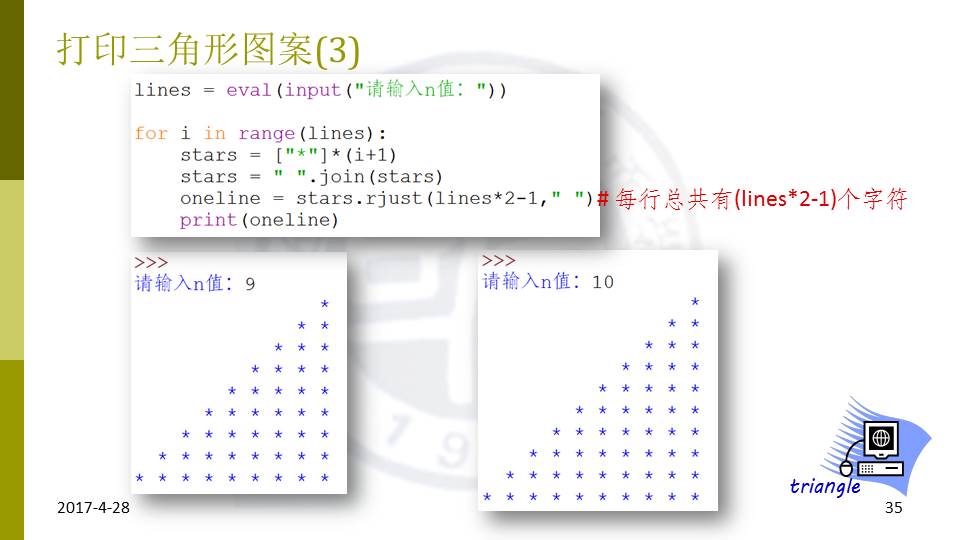 打印三角形图案(3)
lines = eval(input("请输入n值："))
for i in range(lines):
    stars = ["*"]*(i+1)
    stars = " ".join(stars)
    oneline = stars.rjust(lines*2-1," ") # 每行总共有(lines*2-1)个字符
    print(oneline)
>>>
请输入n值：9
                *
              * *
            * * *
          * * * *
        * * * * *
      * * * * * *
    * * * * * * *
  * * * * * * * *
* * * * * * * * *
>>>
请输入n值：10
                  *
                * *
              * * *
            * * * *
          * * * * *
        * * * * * *
      * * * * * * *
    * * * * * * * *
  * * * * * * * * *
* * * * * * * * * *
triangle
2017-4-28
35